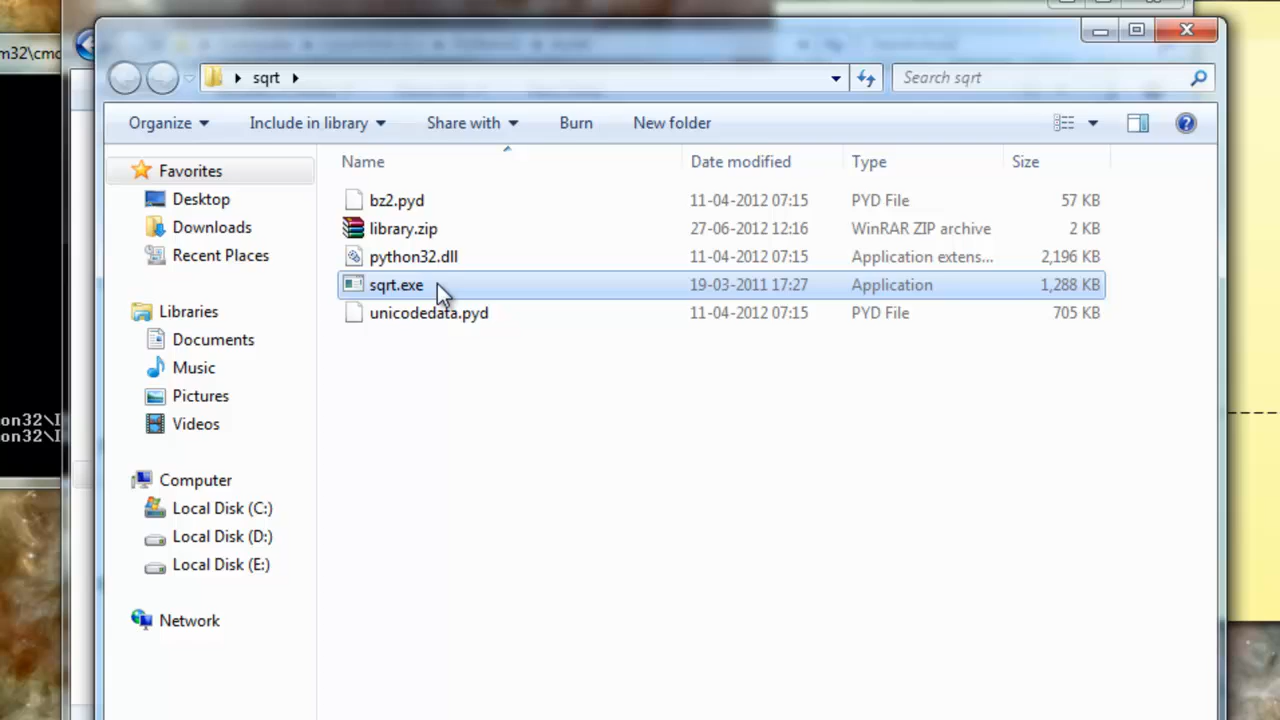 m32\cmd
sqrt
Search sqrt
Organize
Include in library
Share with
Burn
New folder
Name
Date modified
Type
Size
Favorites
Desktop
Downloads
Recent Places
Libraries
Documents
Music
Pictures
Videos
Computer
Local Disk (C:)
Local Disk (D:)
Local Disk (E:)
Network
bz2.pyd 11-04-2012 07:15 PYD File 57 KB
library.zip 27-06-2012 12:16 WinRAR ZIP archive 2 KB
python32.dll 11-04-2012 07:15 Application extens... 2,196 KB
sqrt.exe 19-03-2011 17:27 Application 1,288 KB
unicodedata.pyd 11-04-2012 07:15 PYD File 705 KB
on32\
on32\